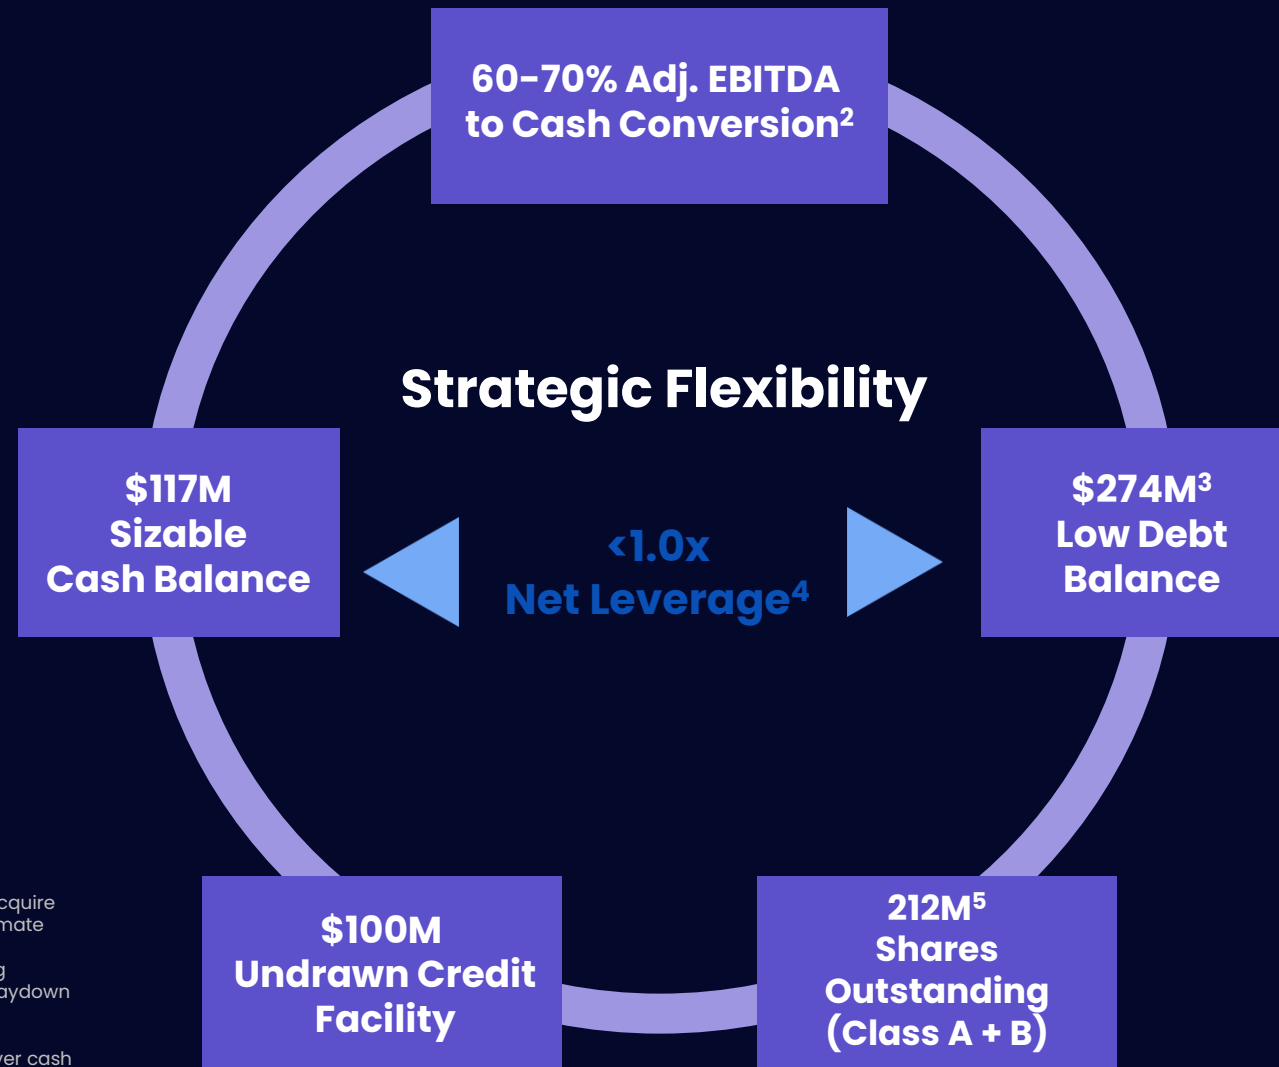 60-70% Adj. EBITDA
to Cash Conversion²
Strategic Flexibility
$117M
Sizable
Cash Balance
<1.0x
Net Leverage⁴
$274M³
Low Debt
Balance
$100M
Undrawn Credit
Facility
212M⁵
Shares
Outstanding
(Class A + B)
cash